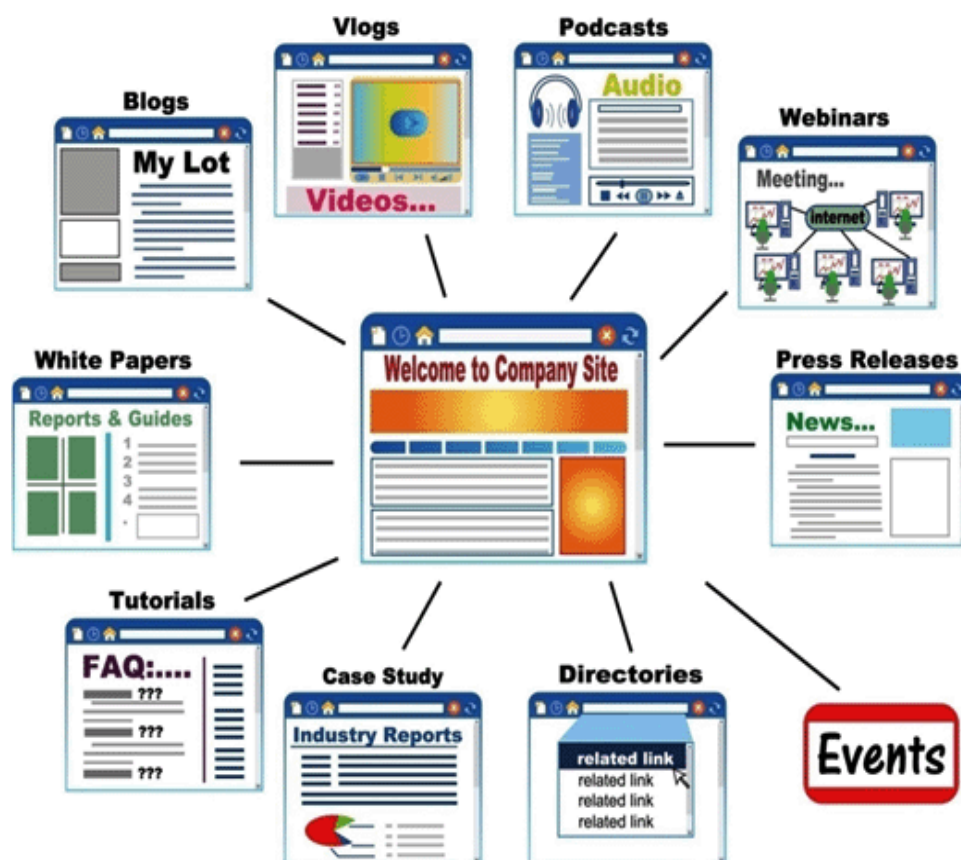 Vlogs
Podcasts
Blogs
Webinars
My Lot
Videos...
Audio
Meeting...
internet
White Papers
Reports & Guides
1
2
3
4
Welcome to Company Site
Press Releases
News...
Tutorials
FAQ:....
???
???
???
Case Study
Industry Reports
Directories
related link
related link
related link
related link
Events